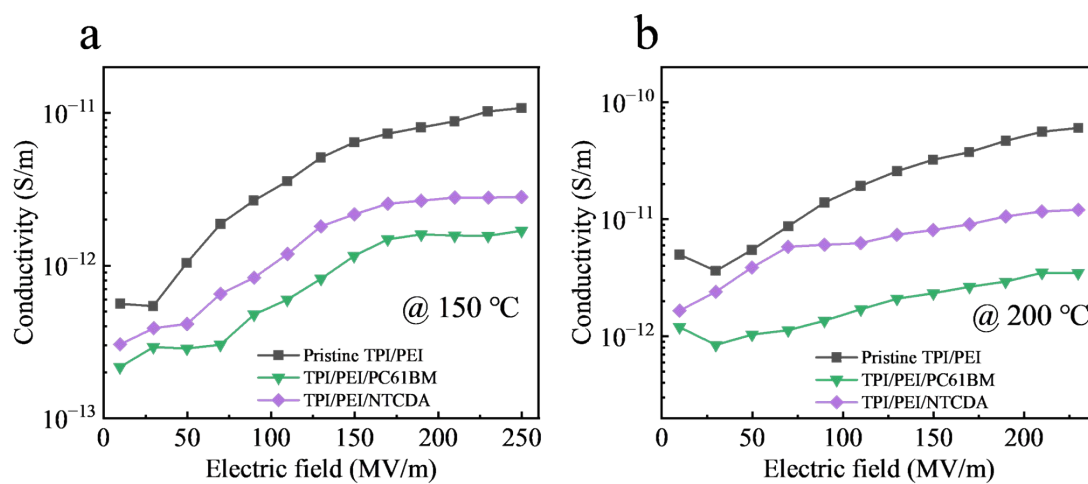 a
10⁻¹¹
10⁻¹²
10⁻¹³
Conductivity (S/m)
@ 150 ℃
Pristine TPI/PEI
TPI/PEI/PC61BM
TPI/PEI/NTCDA
0 50 100 150 200 250
Electric field (MV/m)
b
10⁻¹⁰
10⁻¹¹
10⁻¹²
Conductivity (S/m)
@ 200 ℃
Pristine TPI/PEI
TPI/PEI/PC61BM
TPI/PEI/NTCDA
0 50 100 150 200
Electric field (MV/m)